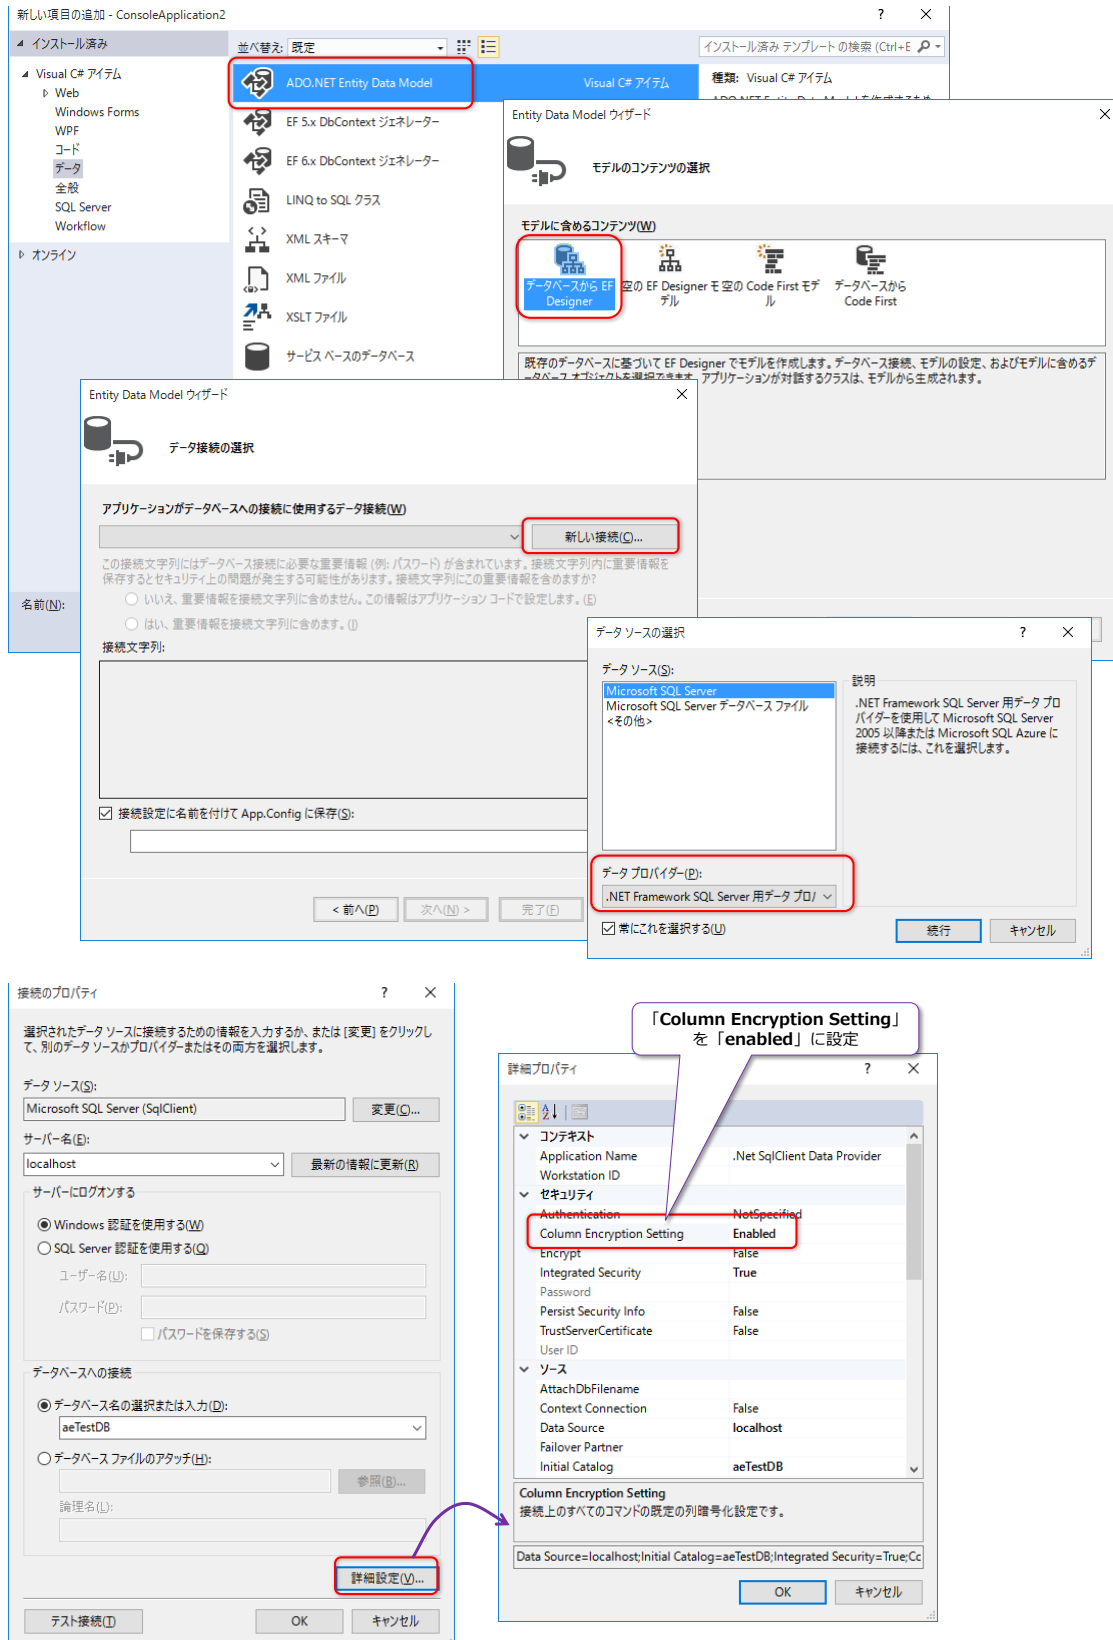 新しい項目の追加 - ConsoleApplication2
?
インストール済み
並べ替え: 既定
インストール済み テンプレート の検索 (Ctrl+E
Visual C# アイテム
Web
Windows Forms
WPF
コード
データ
全般
SQL Server
Workflow
オンライン
名前(N):
ADO.NET Entity Data Model
Visual C# アイテム
EF 5.x DbContext ジェネレーター
EF 6.x DbContext ジェネレーター
LINQ to SQL クラス
XML スキーマ
XML ファイル
XSLT ファイル
サービス ベースのデータベース
種類: Visual C# アイテム
Entity Data Model ウィザード
モデルのコンテンツの選択
モデルに含めるコンテンツ(W)
データベースから EF
Designer
空の EF Designer モ
デル
空の Code First モデ
ル
データベースから
Code First
既存のデータベースに基づいて EF Designer でモデルを作成します。データベース接続、モデルの設定、およびモデルに含めるデ
ータベース オブジェクトを選択できます。アプリケーションが対話するクラスは、モデルから生成されます。
Entity Data Model ウィザード
データ接続の選択
アプリケーションがデータベースへの接続に使用するデータ接続(W)
新しい接続(C)...
この接続文字列にはデータベース接続に必要な重要情報 (例: パスワード) が含まれています。接続文字列内に重要情報を
保存するとセキュリティ上の問題が発生する可能性があります。接続文字列にこの重要情報を含めますか?
いいえ、重要情報を接続文字列に含めません。この情報はアプリケーション コードで設定します。(E)
はい、重要情報を接続文字列に含めます。(I)
接続文字列:
接続設定に名前を付けて App.Config に保存(S):
< 前へ(P)
次へ(N) >
完了(F)
データ ソースの選択
?
データ ソース(S):
Microsoft SQL Server
Microsoft SQL Server データベース ファイル
<その他>
説明
.NET Framework SQL Server 用データ プロ
バイダーを使用して Microsoft SQL Server
2005 以降または Microsoft SQL Azure に
接続するには、これを選択します。
データ プロバイダー(P):
.NET Framework SQL Server 用データ プロ
常にこれを選択する(U)
続行
キャンセル
接続のプロパティ
?
選択されたデータ ソースに接続するための情報を入力するか、または [変更] をクリックし
て、別のデータ ソースかプロバイダーまたはその両方を選択します。
データ ソース(S):
Microsoft SQL Server (SqlClient)
変更(C)...
サーバー名(E):
localhost
最新の情報に更新(R)
サーバーにログオンする
Windows 認証を使用する(W)
SQL Server 認証を使用する(Q)
ユーザー名(U):
パスワード(P):
パスワードを保存する(S)
データベースへの接続
データベース名の選択または入力(D):
aeTestDB
データベース ファイルのアタッチ(H):
参照(B)...
論理名(L):
詳細設定(V)...
テスト接続(T)
OK
キャンセル
「Column Encryption Setting」
を「enabled」に設定
詳細プロパティ
?
コンテキスト
Application Name .Net SqlClient Data Provider
Workstation ID
セキュリティ
Authentication NotSpecified
Column Encryption Setting Enabled
Encrypt False
Integrated Security True
Password
Persist Security Info False
TrustServerCertificate False
User ID
ソース
AttachDbFilename
Context Connection False
Data Source localhost
Failover Partner
Initial Catalog aeTestDB
Column Encryption Setting
接続上のすべてのコマンドの既定の列暗号化設定です。
Data Source=localhost;Initial Catalog=aeTestDB;Integrated Security=True;Cc
OK
キャンセル